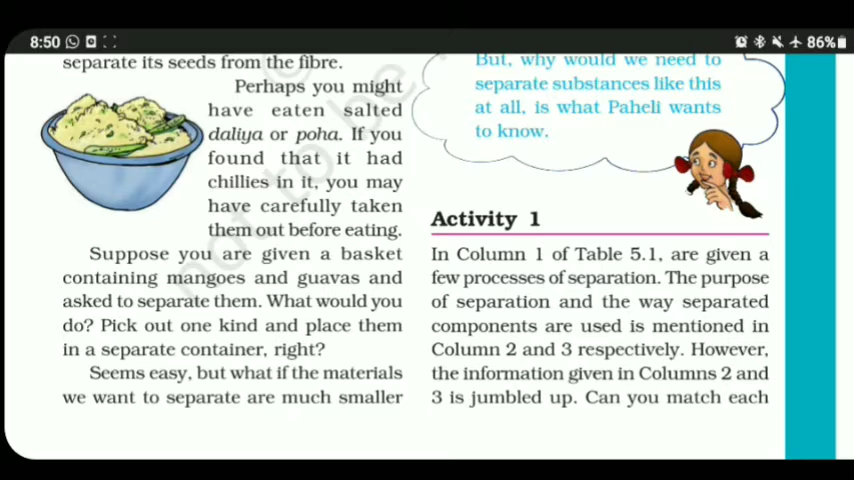 8:50
86%
separate its seeds from the fibre.
Perhaps you might
have eaten salted
daliya or poha. If you
found that it had
chillies in it, you may
have carefully taken
them out before eating.
Suppose you are given a basket
containing mangoes and guavas and
asked to separate them. What would you
do? Pick out one kind and place them
in a separate container, right?
Seems easy, but what if the materials
we want to separate are much smaller
But, why would we need to
separate substances like this
at all, is what Paheli wants
to know.
Activity 1
In Column 1 of Table 5.1, are given a
few processes of separation. The purpose
of separation and the way separated
components are used is mentioned in
Column 2 and 3 respectively. However,
the information given in Columns 2 and
3 is jumbled up. Can you match each
not to be